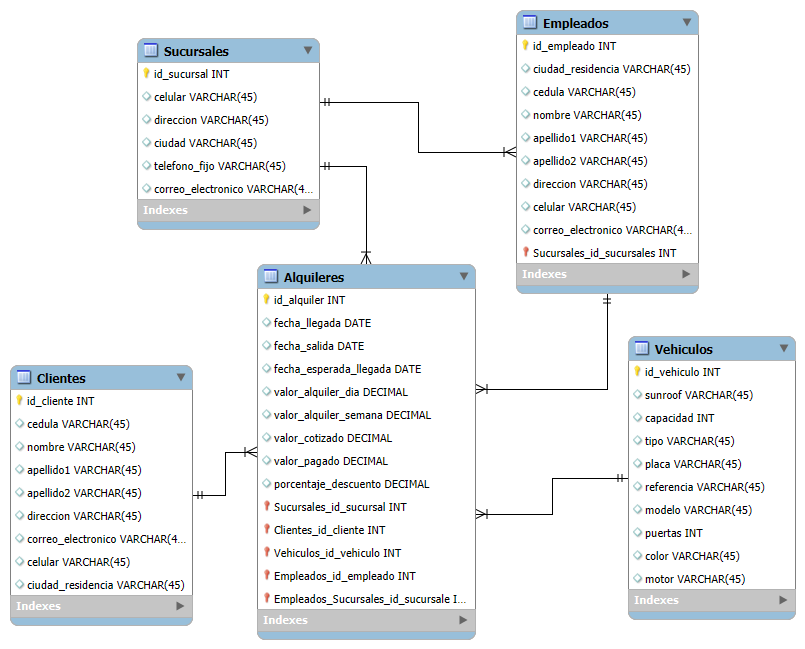 Sucursales
id_sucursal INT
celular VARCHAR(45)
direccion VARCHAR(45)
ciudad VARCHAR(45)
telefono_fijo VARCHAR(45)
correo_electronico VARCHAR(4...
Indexes
Empleados
id_empleado INT
ciudad_residencia VARCHAR(45)
cedula VARCHAR(45)
nombre VARCHAR(45)
apellido1 VARCHAR(45)
apellido2 VARCHAR(45)
direccion VARCHAR(45)
celular VARCHAR(45)
correo_electronico VARCHAR(4...
Sucursales_id_sucursales INT
Indexes
Alquileres
id_alquiler INT
fecha_llegada DATE
fecha_salida DATE
fecha_esperada_llegada DATE
valor_alquiler_dia DECIMAL
valor_alquiler_semana DECIMAL
valor_cotizado DECIMAL
valor_pagado DECIMAL
porcentaje_descuento DECIMAL
Sucursales_id_sucursal INT
Clientes_id_cliente INT
Vehiculos_id_vehiculo INT
Empleados_id_empleado INT
Empleados_Sucursales_id_sucursale I...
Indexes
Clientes
id_cliente INT
cedula VARCHAR(45)
nombre VARCHAR(45)
apellido1 VARCHAR(45)
apellido2 VARCHAR(45)
direccion VARCHAR(45)
correo_electronico VARCHAR(4...
celular VARCHAR(45)
ciudad_residencia VARCHAR(45)
Indexes
Vehiculos
id_vehiculo INT
sunroof VARCHAR(45)
capacidad INT
tipo VARCHAR(45)
placa VARCHAR(45)
referencia VARCHAR(45)
modelo VARCHAR(45)
puertas INT
color VARCHAR(45)
motor VARCHAR(45)
Indexes